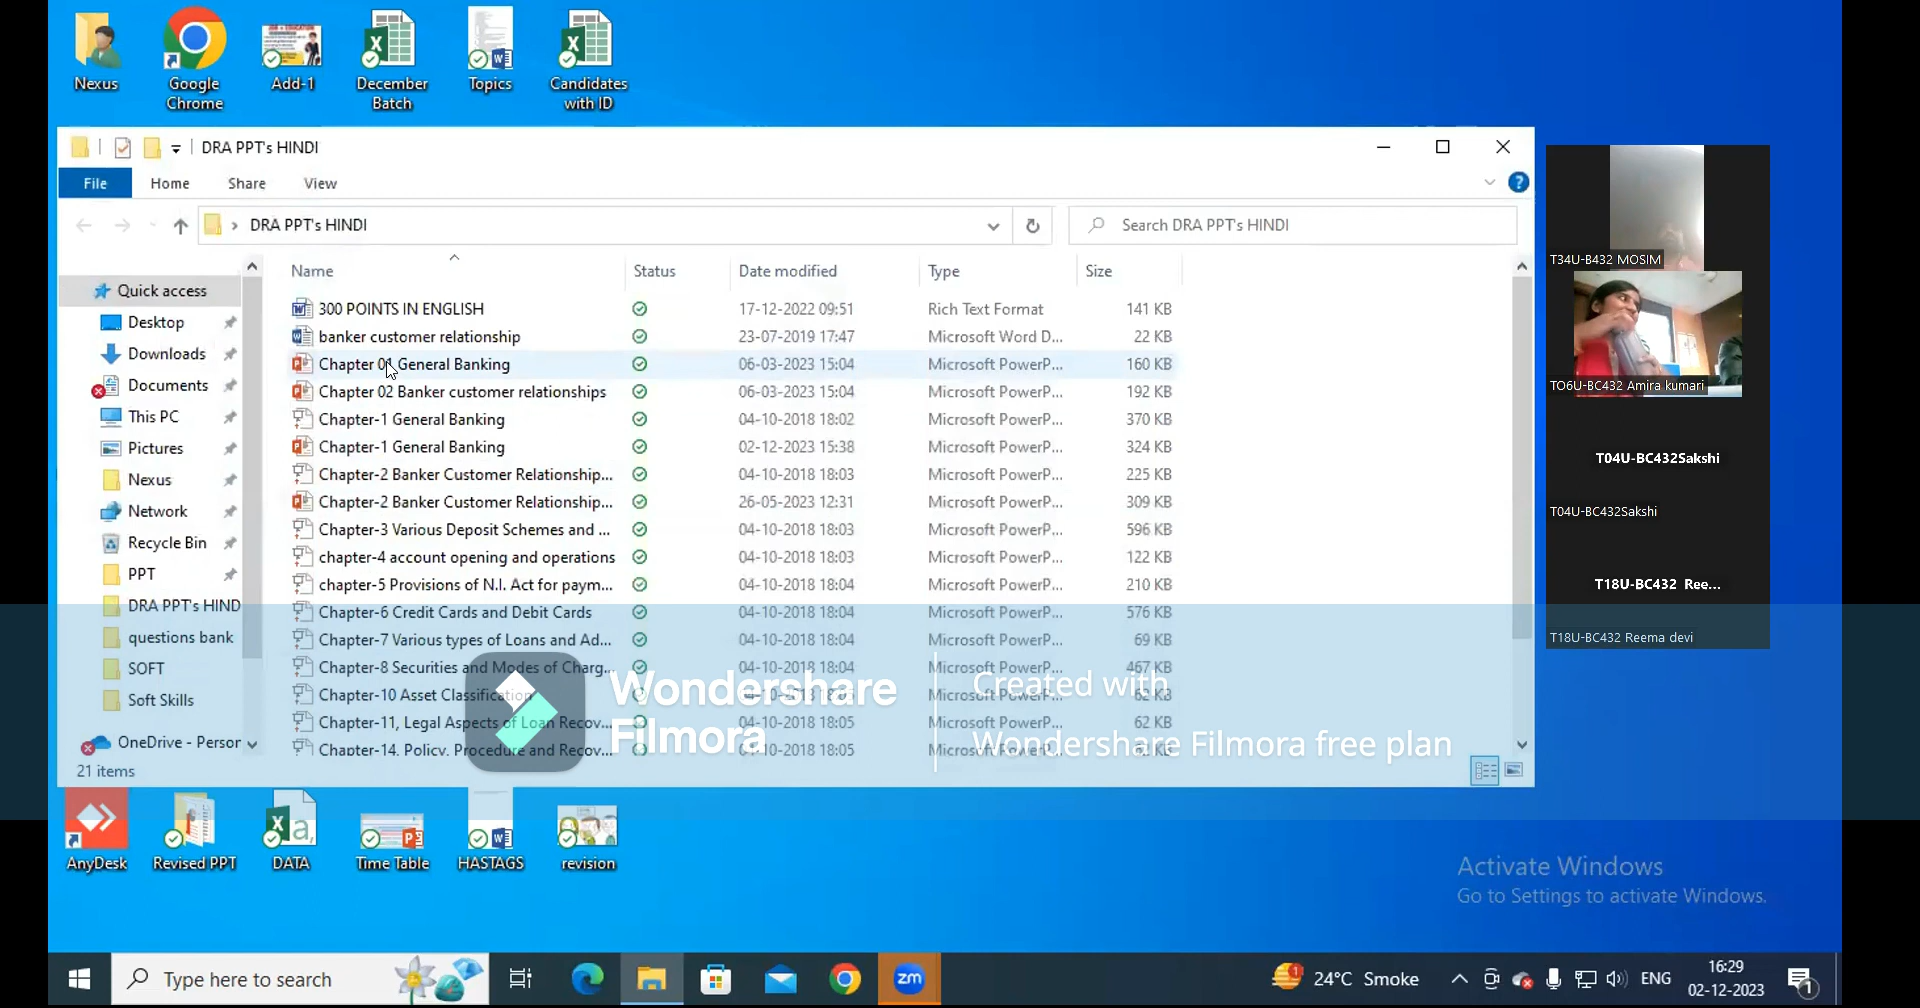 Nexus
Google
Chrome
Add-1
December
Batch
Topics
Candidates
with ID
DRA PPT's HINDI
File Home Share View
DRA PPT's HINDI
Search DRA PPT's HINDI
Name Status Date modified Type Size
Quick access
Desktop
Downloads
Documents
This PC
Pictures
Nexus
Network
Recycle Bin
PPT
DRA PPT's HIND
questions bank
SOFT
Soft Skills
OneDrive - Person
300 POINTS IN ENGLISH 17-12-2022 09:51 Rich Text Format 141 KB
banker customer relationship 23-07-2019 17:47 Microsoft Word D... 22 KB
Chapter 01 General Banking 06-03-2023 15:04 Microsoft PowerP... 160 KB
Chapter 02 Banker customer relationships 06-03-2023 15:04 Microsoft PowerP... 192 KB
Chapter-1 General Banking 04-10-2018 18:02 Microsoft PowerP... 370 KB
Chapter-1 General Banking 02-12-2023 15:38 Microsoft PowerP... 324 KB
Chapter-2 Banker Customer Relationship... 04-10-2018 18:03 Microsoft PowerP... 225 KB
Chapter-2 Banker Customer Relationship... 26-05-2023 12:31 Microsoft PowerP... 309 KB
Chapter-3 Various Deposit Schemes and ... 04-10-2018 18:03 Microsoft PowerP... 596 KB
chapter-4 account opening and operations 04-10-2018 18:03 Microsoft PowerP... 122 KB
chapter-5 Provisions of N.I. Act for paym... 04-10-2018 18:04 Microsoft PowerP... 210 KB
Chapter-6 Credit Cards and Debit Cards 04-10-2018 18:04 Microsoft PowerP... 576 KB
Chapter-7 Various types of Loans and Ad... 04-10-2018 18:04 Microsoft PowerP... 69 KB
Chapter-8 Securities and Modes of Charg... 04-10-2018 18:04 Microsoft PowerP... 467 KB
Chapter-10 Asset Classification 62 KB
Chapter-11, Legal Aspects of Loan Recov... 04-10-2018 18:05 Microsoft PowerP... 62 KB
Chapter-14. Policy. Procedure and Recov... 18:05
21 items
Wondershare
Filmora
Created with
Wondershare Filmora free plan
T34U-B432 MOSIM
TO6U-BC432 Amira kumari
T04U-BC432Sakshi
T04U-BC432Sakshi
T18U-BC432 Ree...
T18U-BC432 Reema devi
AnyDesk
Revised PPT
DATA
Time Table
HASTAGS
revision
Activate Windows
Go to Settings to activate Windows.
Type here to search
zm
24°C Smoke
ENG
16:29
02-12-2023
1